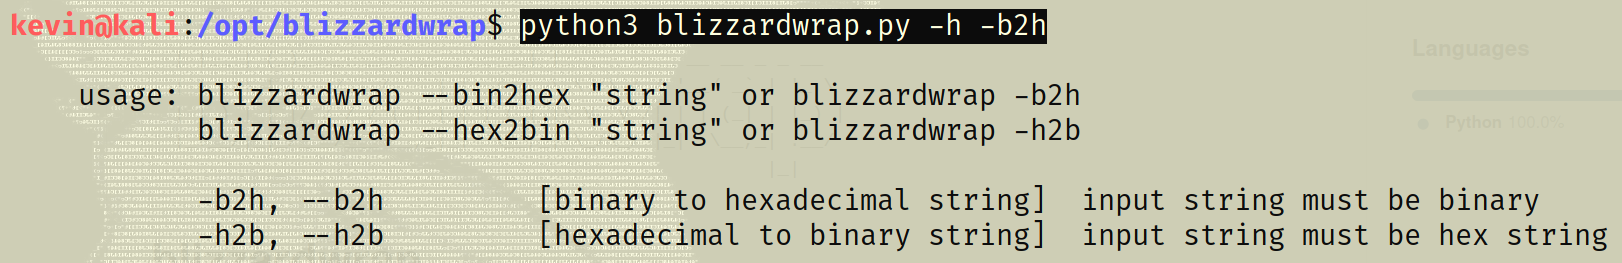 kevin@kali:/opt/blizzardwrap$ python3 blizzardwrap.py -h -b2h
Languages
usage: blizzardwrap --bin2hex "string" or blizzardwrap -b2h
Python 100.0%
blizzardwrap --hex2bin "string" or blizzardwrap -h2b
-b2h, --b2h [binary to hexadecimal string] input string must be binary
-h2b, --h2b [hexadecimal to binary string] input string must be hex string